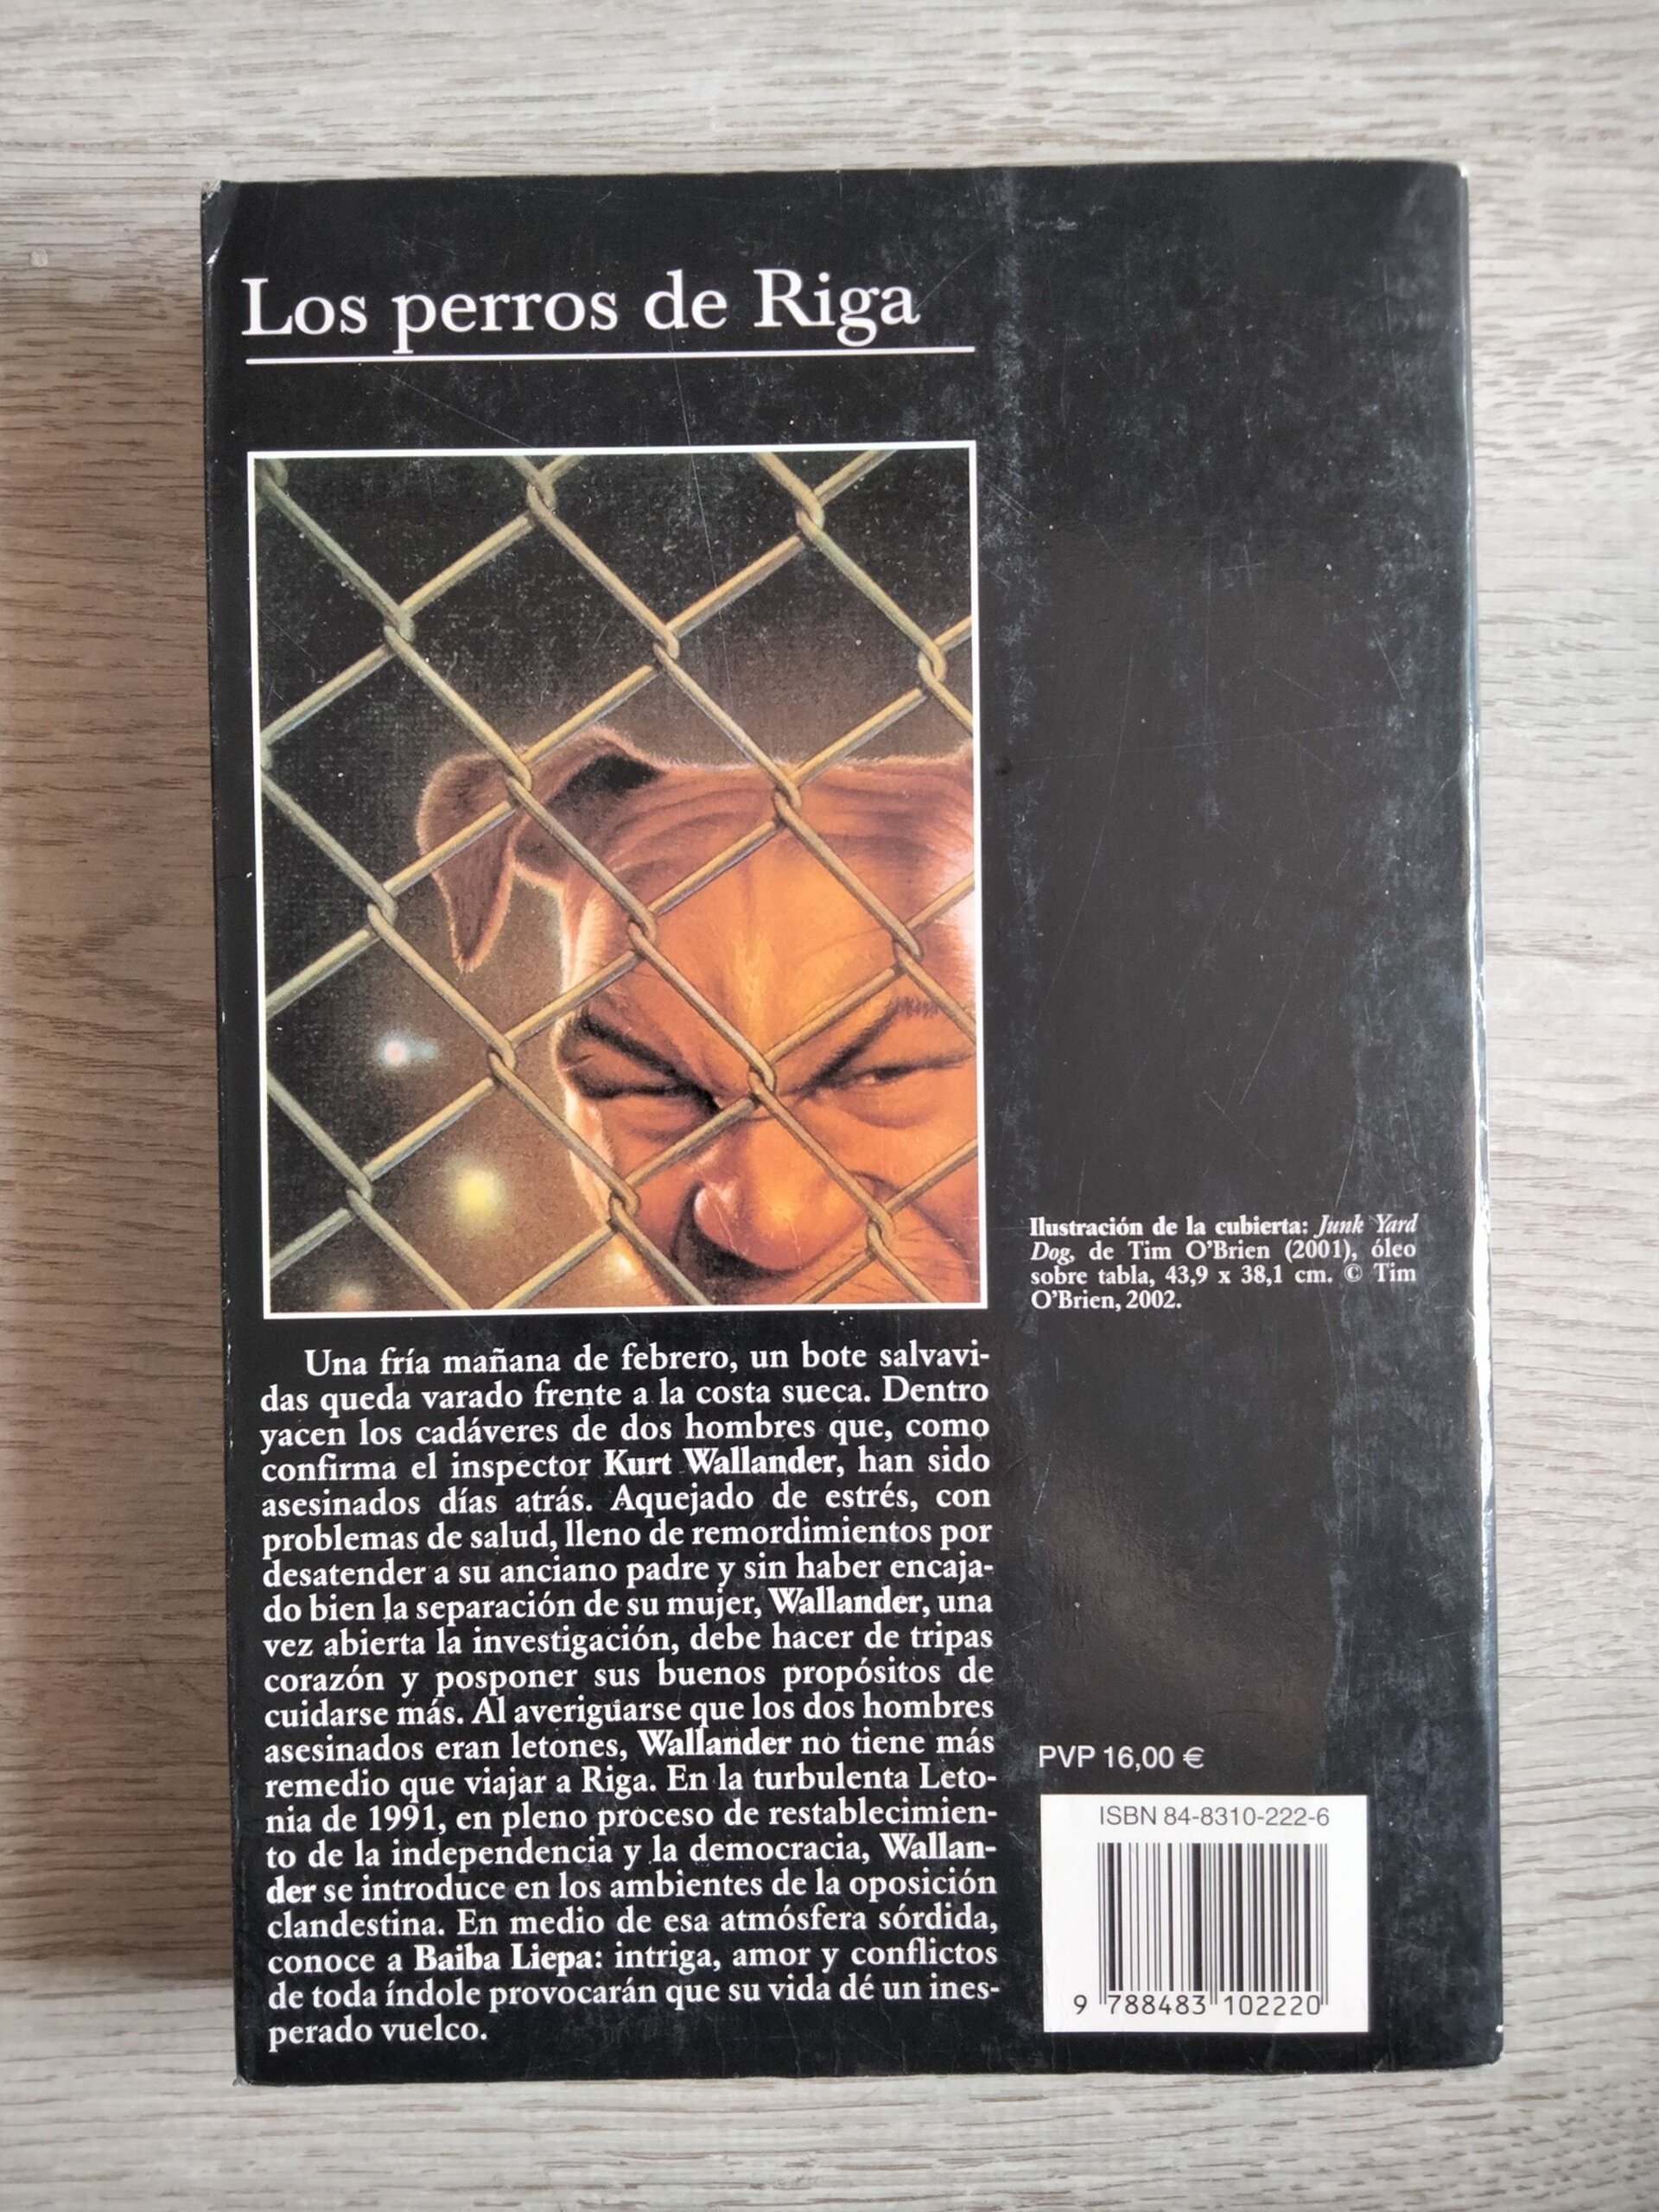 Los perros de Riga
Ilustración de la cubierta: Junk Yard
Dog, de Tim O'Brien (2001), óleo
sobre tabla, 43,9 x 38,1 cm. © Tim
O'Brien, 2002.
Una fría mañana de febrero, un bote salvavi-
das queda varado frente a la costa sueca. Dentro
yacen los cadáveres de dos hombres que, como
confirma el inspector Kurt Wallander, han sido
asesinados días atrás. Aquejado de estrés, con
problemas de salud, lleno de remordimientos por
desatender a su anciano padre y sin haber encaja-
do bien la separación de su mujer, Wallander, una
vez abierta la investigación, debe hacer de tripas
corazón y posponer sus buenos propósitos de
cuidarse más. Al averiguarse que los dos hombres
asesinados eran letones, Wallander no tiene más
remedio que viajar a Riga. En la turbulenta Leto-
nia de 1991, en pleno proceso de restablecimien-
to de la independencia y la democracia, Wallan-
der se introduce en los ambientes de la oposición
clandestina. En medio de esa atmósfera sórdida,
conoce a Baiba Liepa: intriga, amor y conflictos
de toda índole provocarán que su vida dé un ines-
perado vuelco.
PVP 16,00 €
ISBN 84-8310-222-6
9 788483 102220